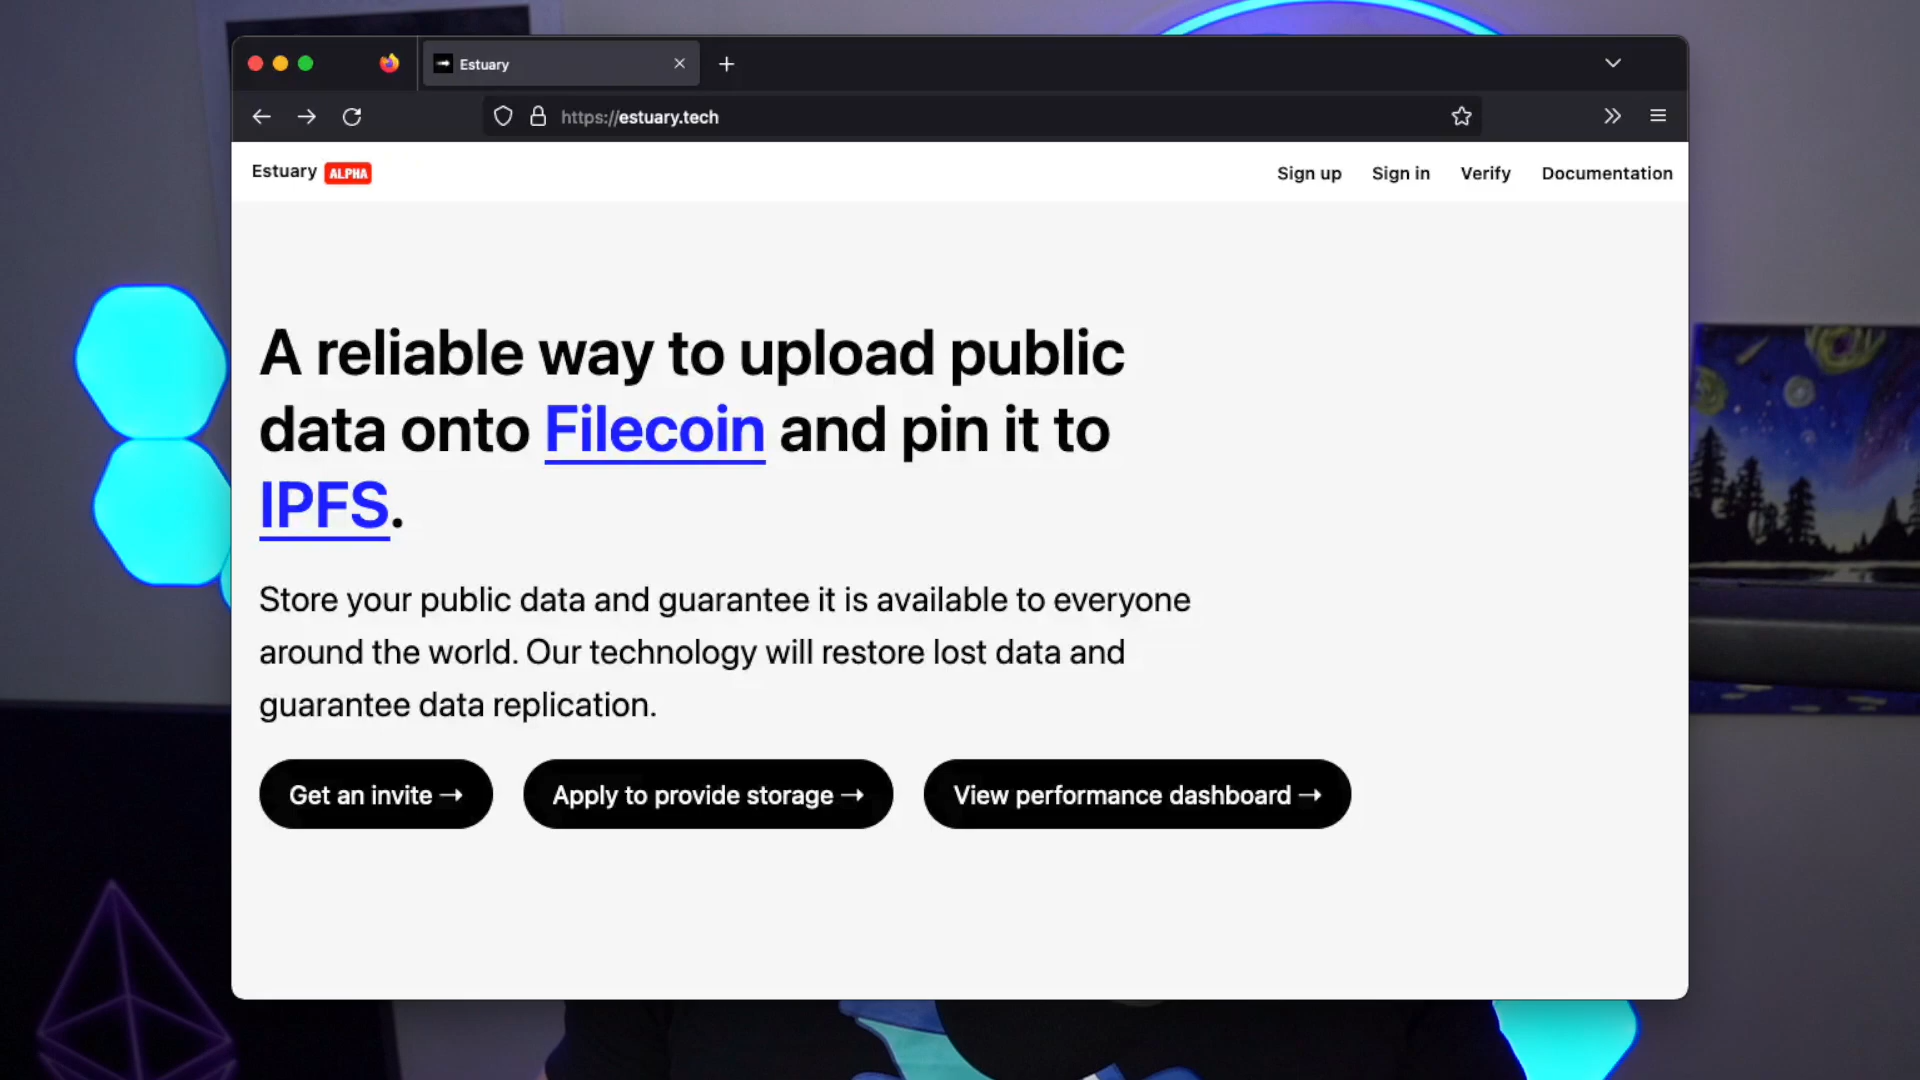 Estuary
https://estuary.tech
Estuary ALPHA
Sign up
Sign in
Verify
Documentation
A reliable way to upload public
data onto Filecoin and pin it to
IPFS.
Store your public data and guarantee it is available to everyone
around the world. Our technology will restore lost data and
guarantee data replication.
Get an invite →
Apply to provide storage →
View performance dashboard →